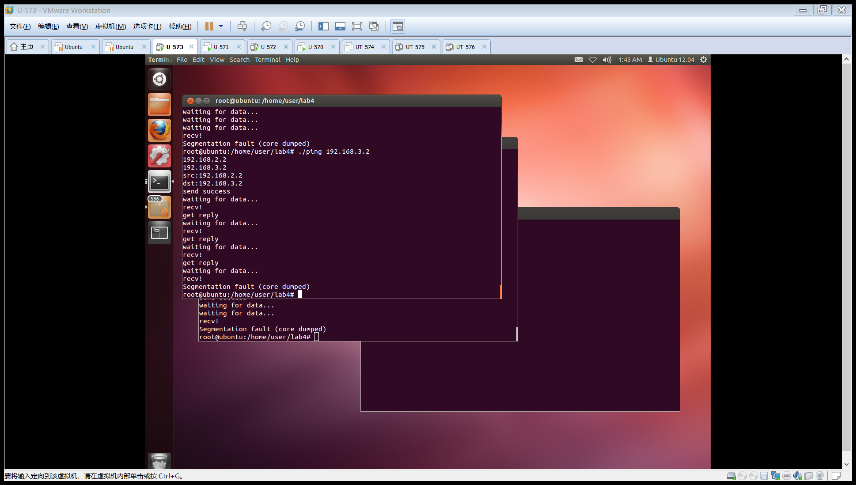 U-573 - VMware Workstation
文件(F) 编辑(E) 查看(V) 虚拟机(M) 选项卡(T) 帮助(H)
主页 Ubuntu Ubuntu U-573 U-571 U-572 U-570 UT-574 UT-575 UT-576
Termin File Edit View Search Terminal Help 1:43 AM Ubuntu 12.04
root@ubuntu: /home/user/lab4
waiting for data...
waiting for data...
waiting for data...
recv!
Segmentation fault (core dumped)
root@ubuntu:/home/user/lab4# ./ping 192.168.3.2
192.168.2.2
192.168.3.2
src:192.168.2.2
dst:192.168.3.2
send success
waiting for data...
recv!
get reply
waiting for data...
recv!
get reply
waiting for data...
recv!
get reply
waiting for data...
recv!
Segmentation fault (core dumped)
root@ubuntu:/home/user/lab4#
waiting for data...
waiting for data...
recv!
Segmentation fault (core dumped)
root@ubuntu:/home/user/lab4#
要将输入定向到该虚拟机，请在虚拟机内部单击或按 Ctrl+G。